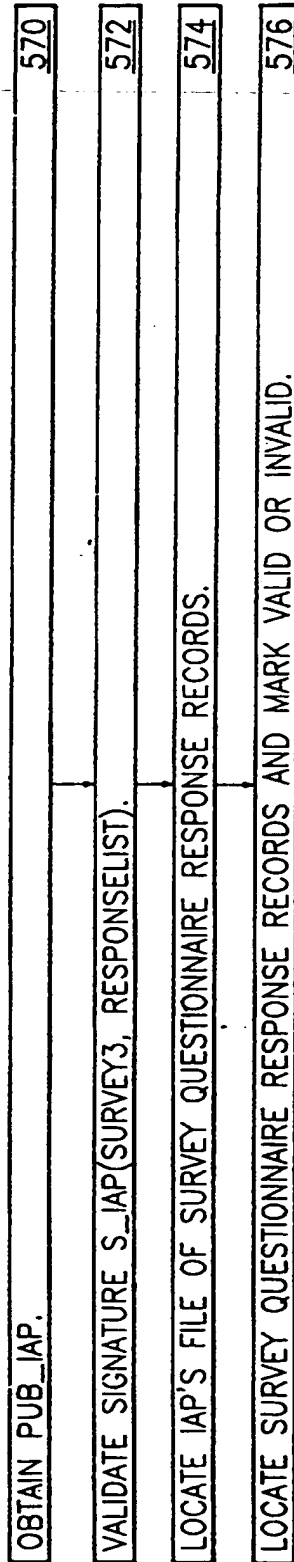 OBTAIN PUB_IAP. 570
VALIDATE SIGNATURE S_IAP(SURVEY3, RESPONSELIST). 572
LOCATE IAP'S FILE OF SURVEY QUESTIONNAIRE RESPONSE RECORDS. 574
LOCATE SURVEY QUESTIONNAIRE RESPONSE RECORDS AND MARK VALID OR INVALID. 576